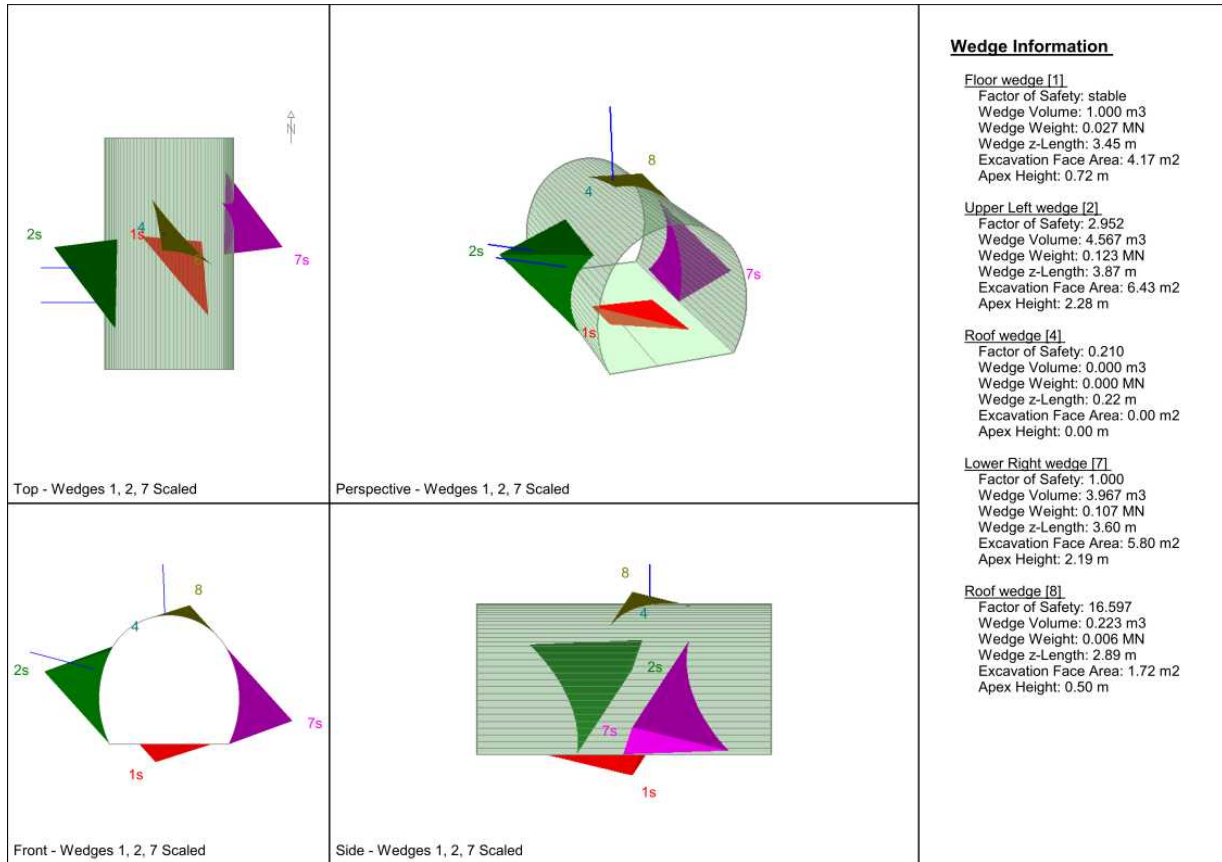 N
2s
4
1s
8
7s
Top - Wedges 1, 2, 7 Scaled
8
4
2s
7s
1s
Perspective - Wedges 1, 2, 7 Scaled
8
4
2s
7s
1s
Front - Wedges 1, 2, 7 Scaled
8
4
2s
7s
1s
Side - Wedges 1, 2, 7 Scaled
Wedge Information
Floor wedge [1]
Factor of Safety: stable
Wedge Volume: 1.000 m3
Wedge Weight: 0.027 MN
Wedge z-Length: 3.45 m
Excavation Face Area: 4.17 m2
Apex Height: 0.72 m
Upper Left wedge [2]
Factor of Safety: 2.952
Wedge Volume: 4.567 m3
Wedge Weight: 0.123 MN
Wedge z-Length: 3.87 m
Excavation Face Area: 6.43 m2
Apex Height: 2.28 m
Roof wedge [4]
Factor of Safety: 0.210
Wedge Volume: 0.000 m3
Wedge Weight: 0.000 MN
Wedge z-Length: 0.22 m
Excavation Face Area: 0.00 m2
Apex Height: 0.00 m
Lower Right wedge [7]
Factor of Safety: 1.000
Wedge Volume: 3.967 m3
Wedge Weight: 0.107 MN
Wedge z-Length: 3.60 m
Excavation Face Area: 5.80 m2
Apex Height: 2.19 m
Roof wedge [8]
Factor of Safety: 16.597
Wedge Volume: 0.223 m3
Wedge Weight: 0.006 MN
Wedge z-Length: 2.89 m
Excavation Face Area: 1.72 m2
Apex Height: 0.50 m